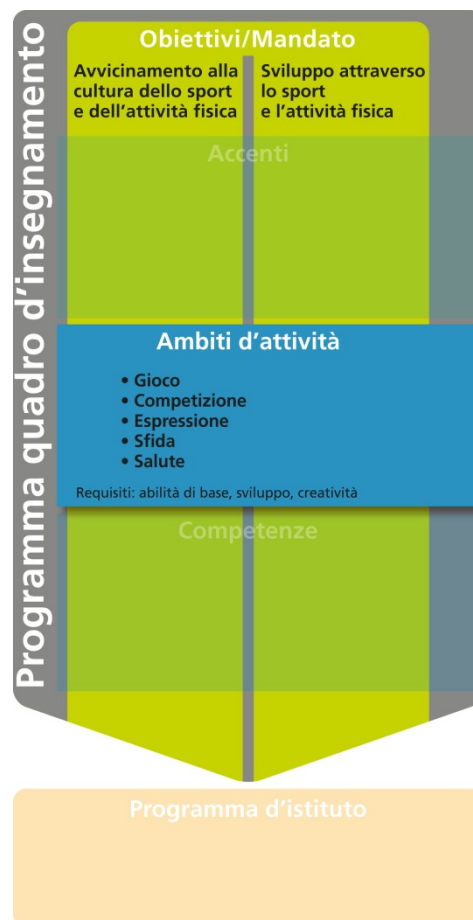 Programma quadro d'insegnamento
Obiettivi/Mandato
Avvicinamento alla
cultura dello sport
e dell'attività fisica
Sviluppo attraverso
lo sport
e l'attività fisica
Accenti
Ambiti d'attività
• Gioco
• Competizione
• Espressione
• Sfida
• Salute
Requisiti: abilità di base, sviluppo, creatività
Competenze
Programma d'istituto